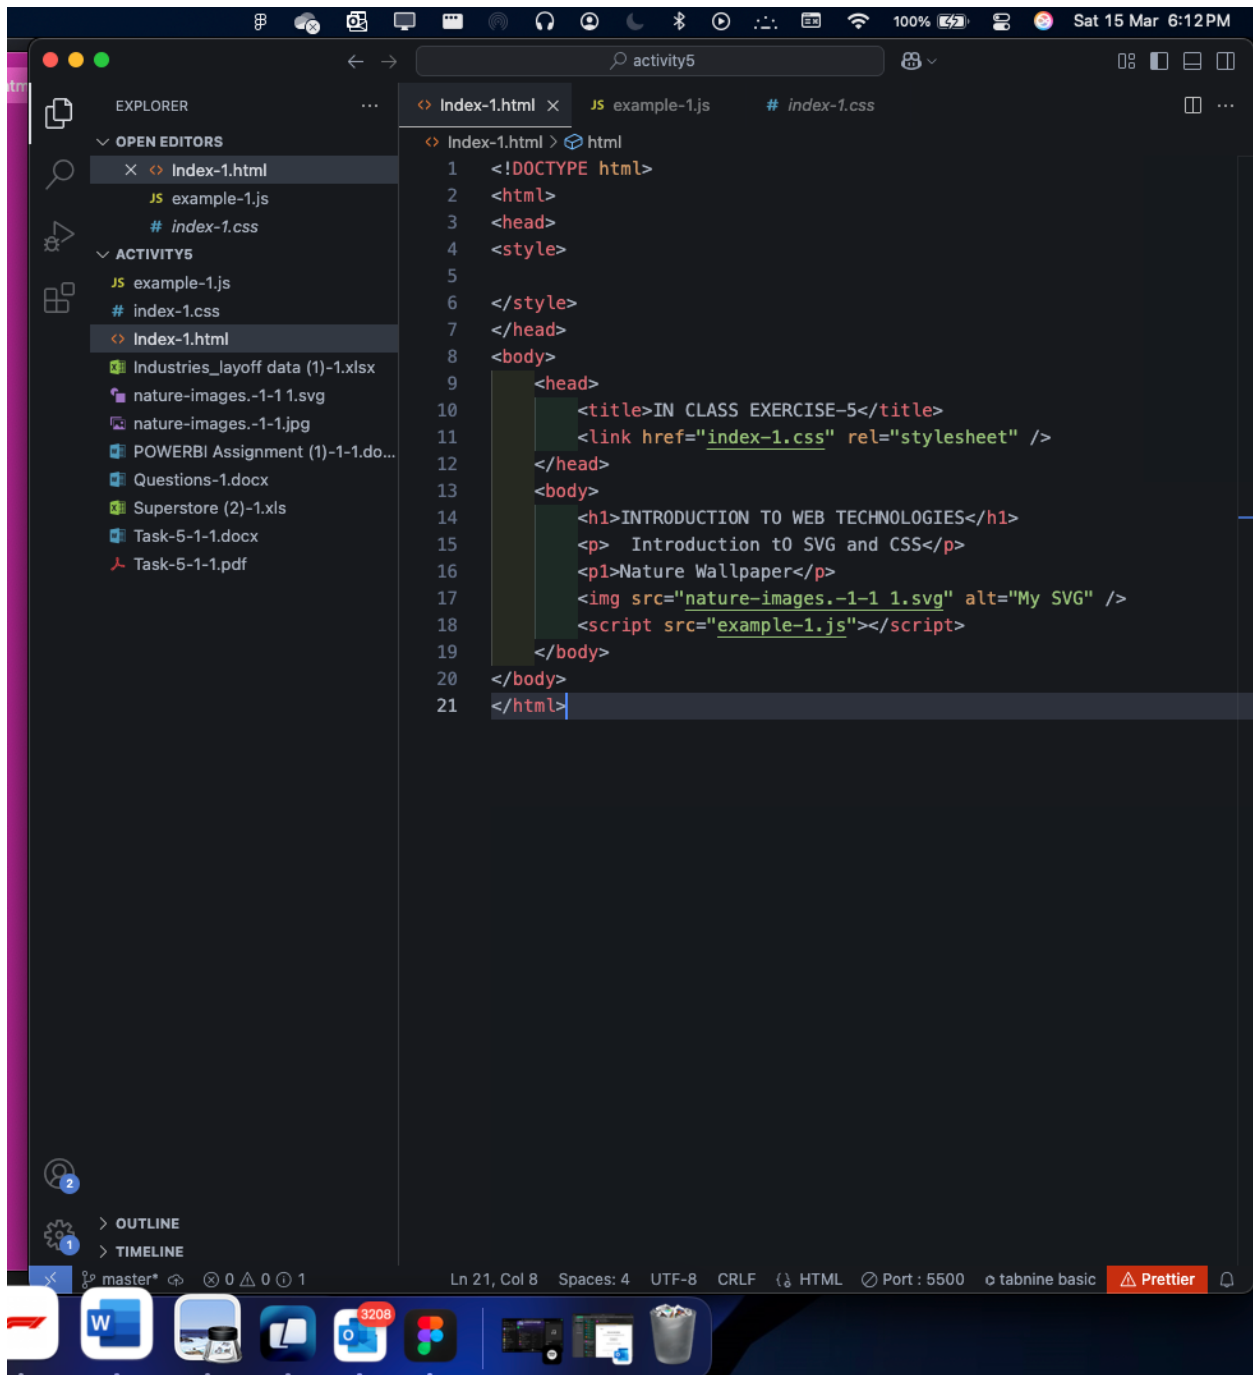 100% Sat 15 Mar 6:12 PM
activity5
EXPLORER ...
Index-1.html
JS example-1.js
# index-1.css
...
OPEN EDITORS
Index-1.html
JS example-1.js
# index-1.css
ACTIVITY5
JS example-1.js
# index-1.css
Index-1.html
Industries_layoff data (1)-1.xlsx
nature-images.-1-1 1.svg
nature-images.-1-1.jpg
POWERBI Assignment (1)-1-1.do...
Questions-1.docx
Superstore (2)-1.xls
Task-5-1-1.docx
Task-5-1-1.pdf
Index-1.html > html
1 <!DOCTYPE html>
2 <html>
3 <head>
4 <style>
5
6 </style>
7 </head>
8 <body>
9 <head>
10 <title>IN CLASS EXERCISE-5</title>
11 <link href="index-1.css" rel="stylesheet" />
12 </head>
13 <body>
14 <h1>INTRODUCTION TO WEB TECHNOLOGIES</h1>
15 <p>  Introduction tO SVG and CSS</p>
16 <p1>Nature Wallpaper</p>
17 <img src="nature-images.-1-1 1.svg" alt="My SVG" />
18 <script src="example-1.js"></script>
19 </body>
20 </body>
21 </html>
2
1
OUTLINE
TIMELINE
master* 0 0 1 Ln 21, Col 8 Spaces: 4 UTF-8 CRLF HTML Port : 5500 tabnine basic Prettier
W
3208